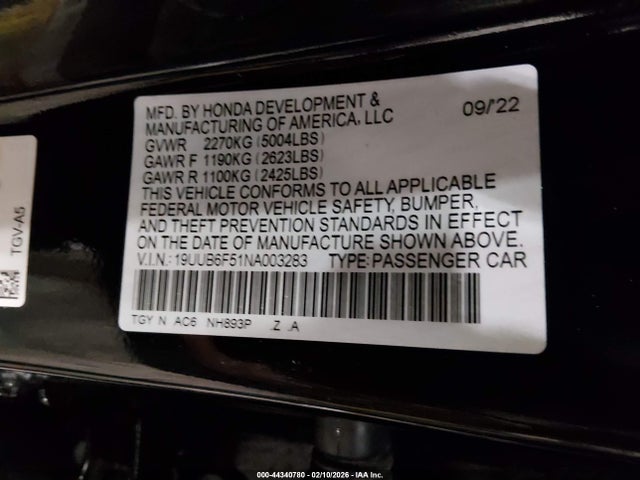 MFD. BY HONDA DEVELOPMENT &
MANUFACTURING OF AMERICA, LLC
09/'22
GVWR 2270KG (5004LBS)
GAWR F 1190KG (2623LBS)
GAWR R 1100KG (2425LBS)
THIS VEHICLE CONFORMS TO ALL APPLICABLE
FEDERAL MOTOR VEHICLE SAFETY, BUMPER,
AND THEFT PREVENTION STANDARDS IN EFFECT
ON THE DATE OF MANUFACTURE SHOWN ABOVE.
V.I.N.: 19UUB6F51NA003283 TYPE: PASSENGER CAR
TGY N AC6 NH893P .Z .A
TGV-A5
000-44340780 - 02/10/2026 - IAA Inc.